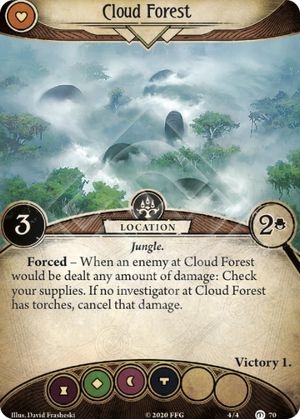 Cloud Forest
3
LOCATION
2
Jungle.
Forced – When an enemy at Cloud Forest
would be dealt any amount of damage: Check
your supplies. If no investigator at Cloud Forest
has torches, cancel that damage.
Victory 1.
Illus. David Frasheski
© 2020 FFG
4/4
70